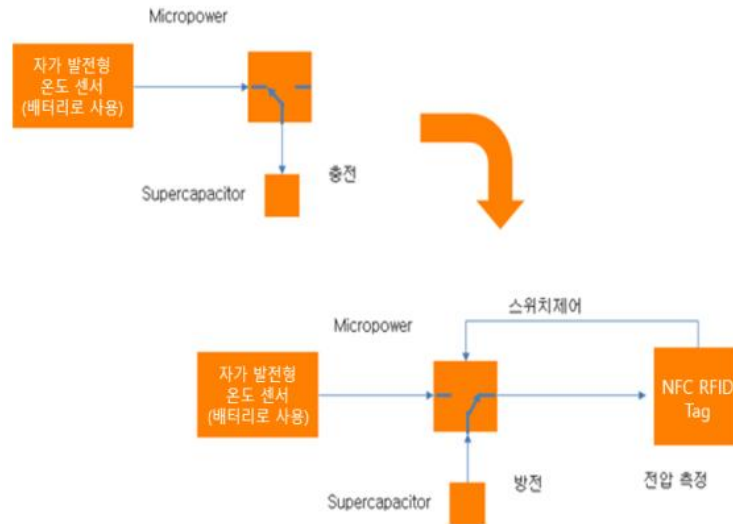 Micropower
자가 발전형
온도 센서
(배터리로 사용)
충전
Supercapacitor
스위치제어
Micropower
자가 발전형
온도 센서
(배터리로 사용)
NFC RFID
Tag
방전
전압 측정
Supercapacitor